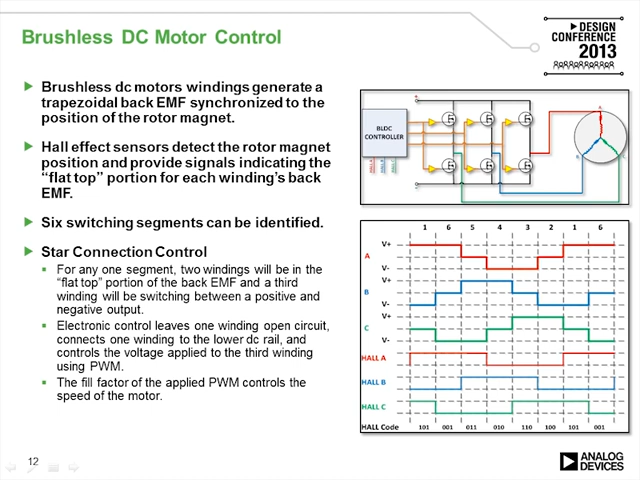 Brushless DC Motor Control
DESIGN
CONFERENCE
2013
Brushless dc motors windings generate a
trapezoidal back EMF synchronized to the
position of the rotor magnet.
Hall effect sensors detect the rotor magnet
position and provide signals indicating the
“flat top” portion for each winding’s back
EMF.
Six switching segments can be identified.
Star Connection Control
For any one segment, two windings will be in the
“flat top” portion of the back EMF and a third
winding will be switching between a positive and
negative output.
Electronic control leaves one winding open circuit,
connects one winding to the lower dc rail, and
controls the voltage applied to the third winding
using PWM.
The fill factor of the applied PWM controls the
speed of the motor.
BLDC
CONTROLLER
HALL A
HALL B
HALL C
1 6 5 4 3 2 1 6
V+
A
V-
V+
B
V-
V+
C
V-
HALL A
HALL B
HALL C
HALL Code 101 001 011 010 110 100 101 001
12
ANALOG
DEVICES